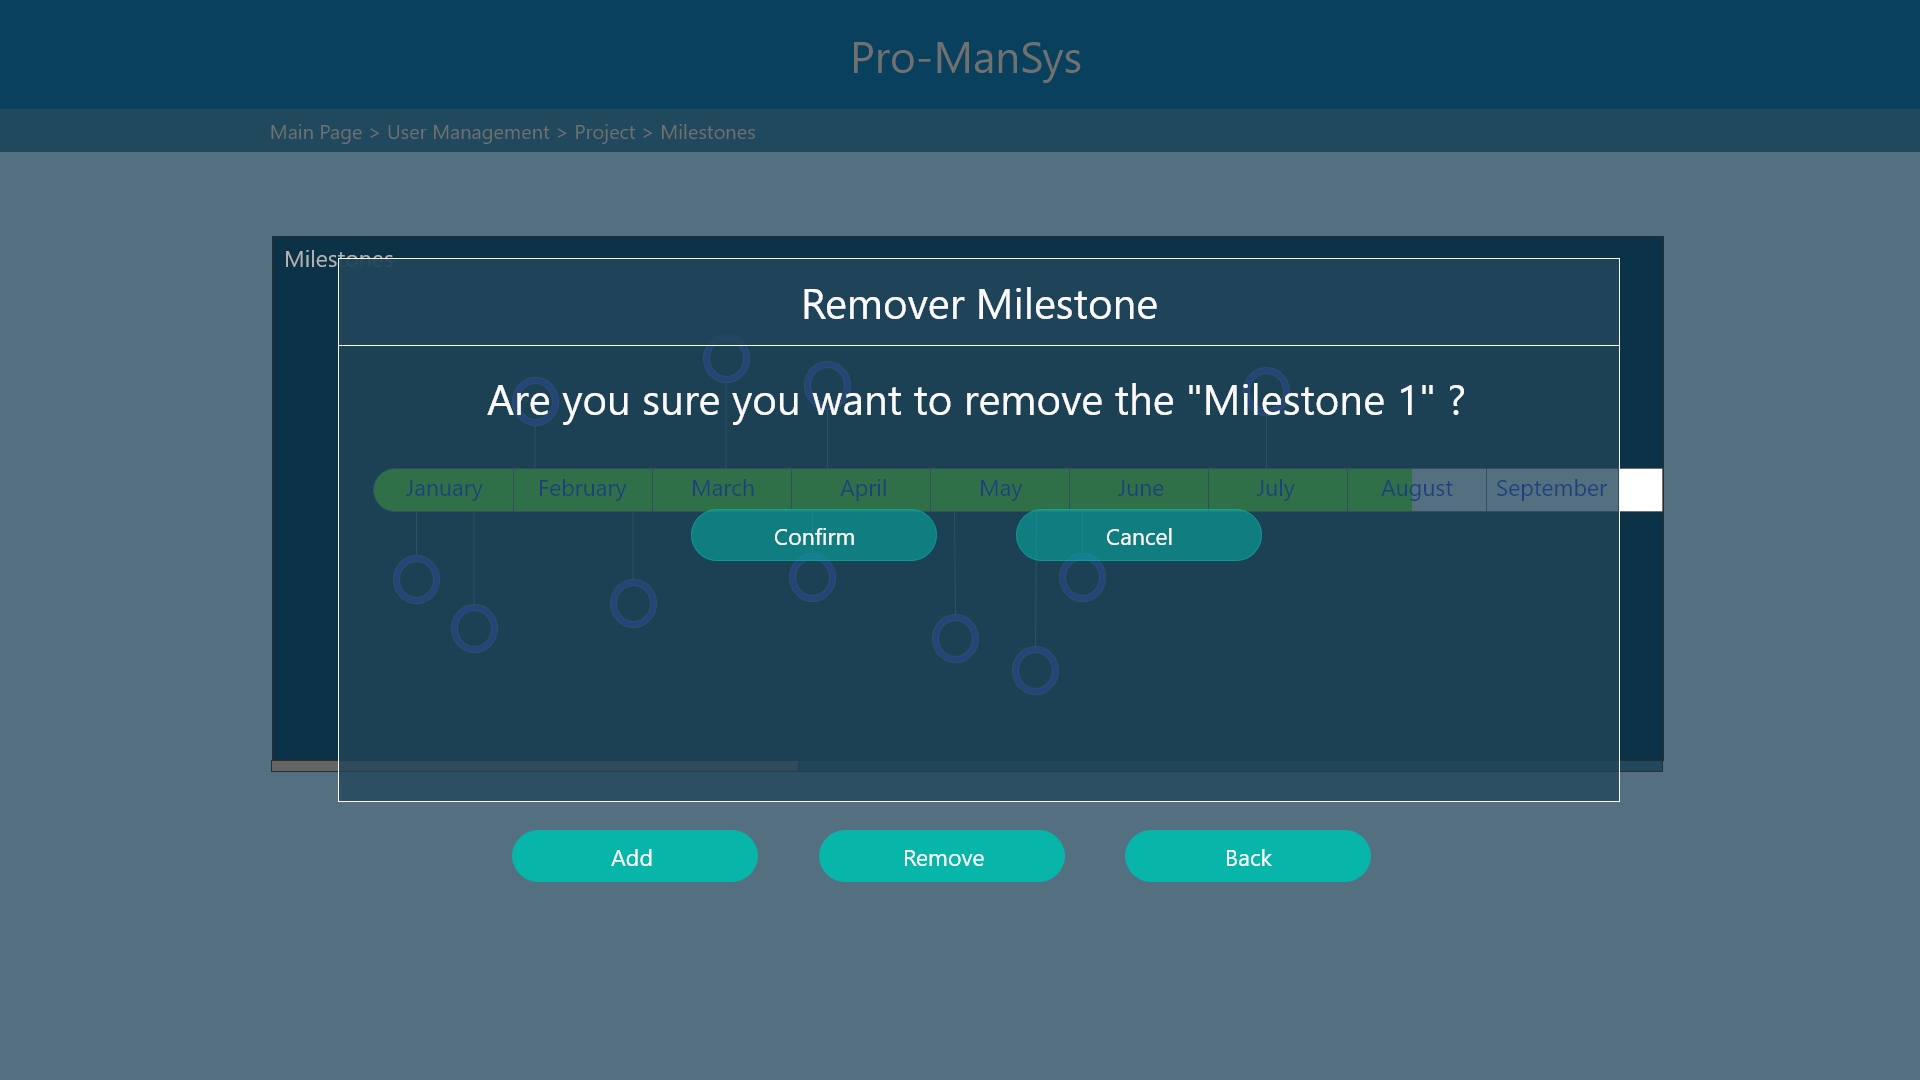 Pro-ManSys
Main Page > User Management > Project > Milestones
Milestones
Remover Milestone
Are you sure you want to remove the "Milestone 1" ?
January February March April May June July August September
Confirm Cancel
Add Remove Back